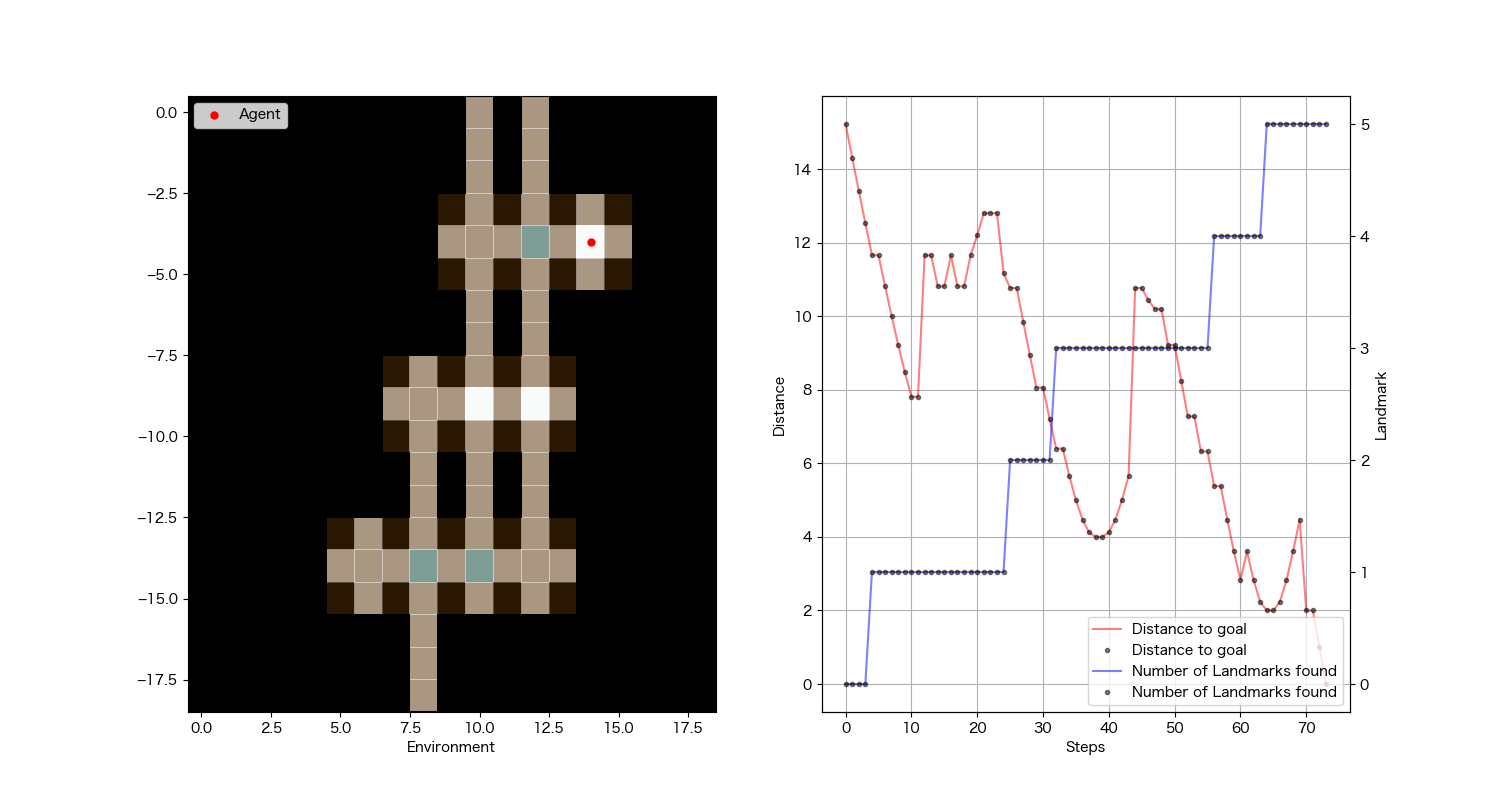 Agent
0.0
−2.5
−5.0
−7.5
−10.0
−12.5
−15.0
−17.5
0.0 2.5 5.0 7.5 10.0 12.5 15.0 17.5
Environment
Distance
14
12
10
8
6
4
2
0
0 10 20 30 40 50 60 70
Steps
5
4
3
2
1
0
Landmark
Distance to goal
Distance to goal
Number of Landmarks found
Number of Landmarks found